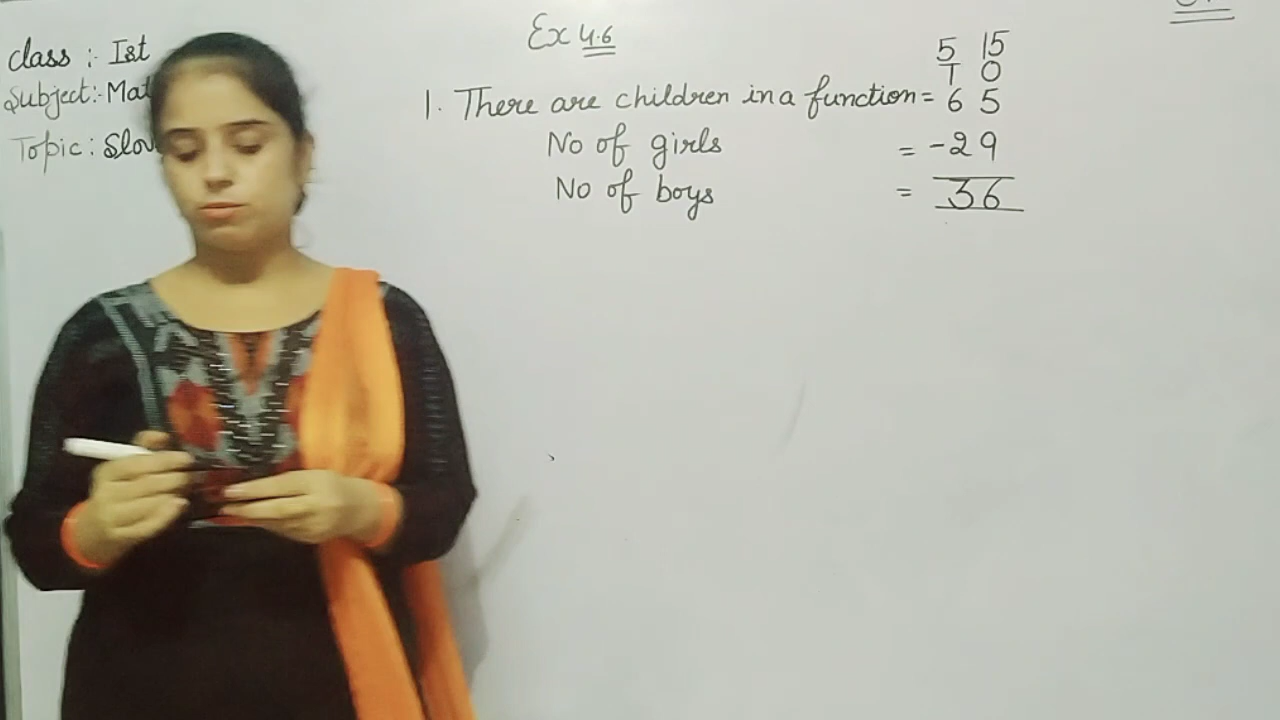 Class :- Ist
Subject:- Mat
Topic : Slov
Ex 4.6
5 15
T O
1. There are children in a function = 6 5
No of girls = - 2 9
No of boys = 3 6